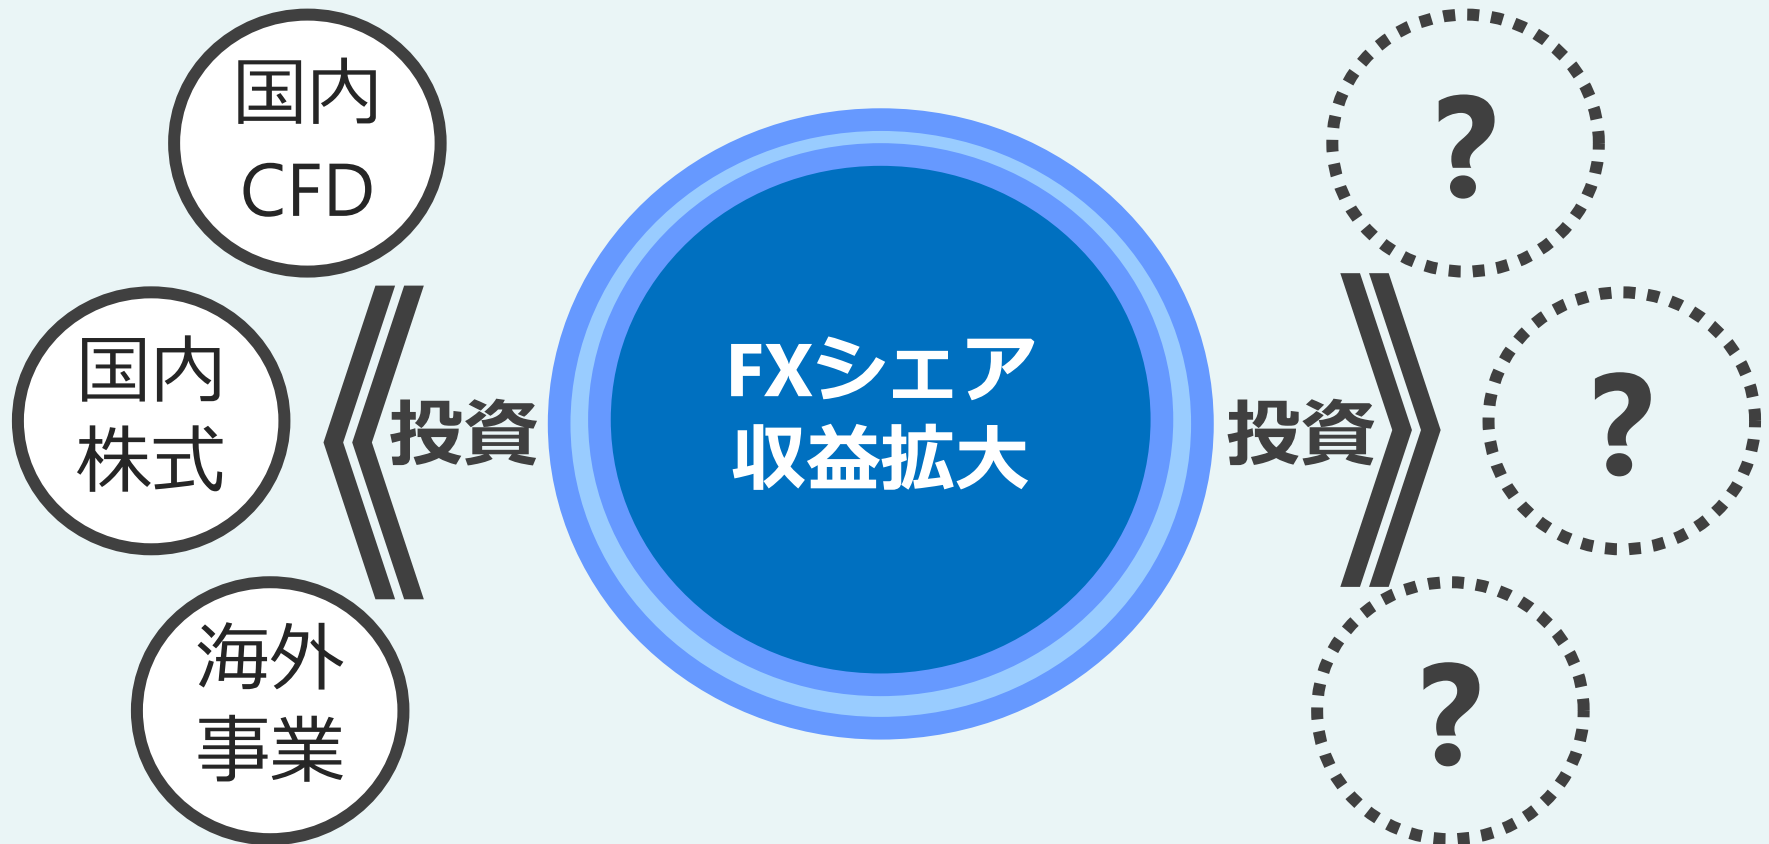 国内
CFD
国内
株式
海外
事業
投資
FXシェア
収益拡大
投資
?
?
?